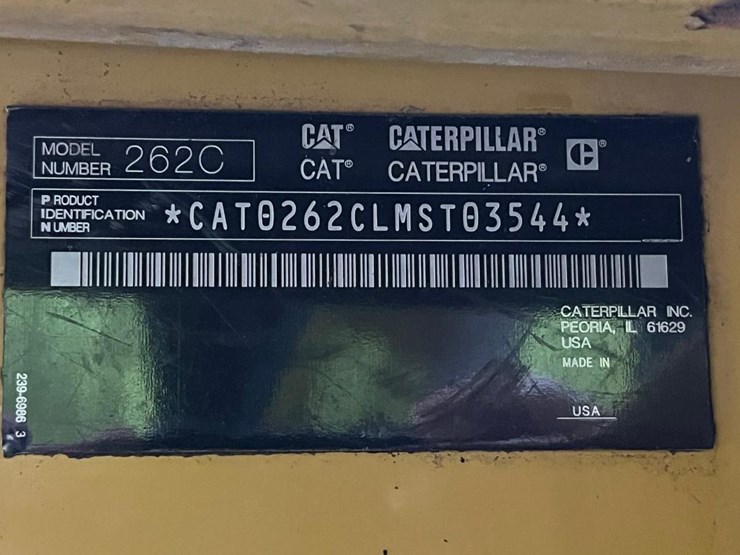 CAT® CATERPILLAR®
MODEL NUMBER 262C
CAT® CATERPILLAR®
PRODUCT IDENTIFICATION NUMBER *CAT0262CLMST03544*
CATERPILLAR INC.
PEORIA, IL 61629
USA
MADE IN
USA
239-6986 3